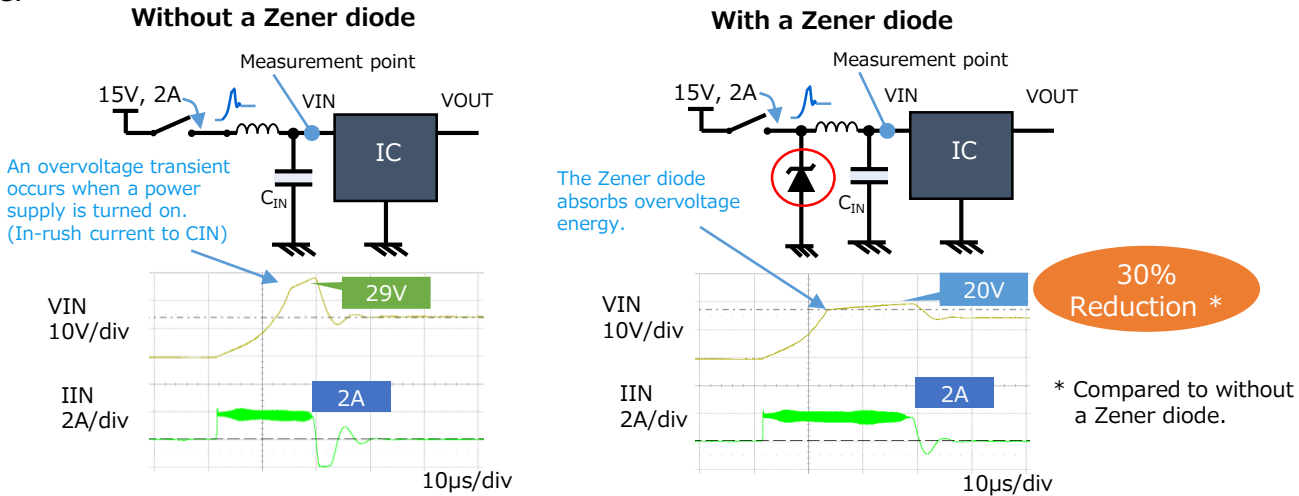 Without a Zener diode
Measurement point
15V, 2A
VIN
VOUT
IC
An overvoltage transient
occurs when a power
supply is turned on.
(In-rush current to CIN)
CIN
29V
VIN
10V/div
IIN
2A/div
2A
10μs/div
With a Zener diode
Measurement point
15V, 2A
VIN
VOUT
IC
The Zener diode
absorbs overvoltage
energy.
CIN
20V
VIN
10V/div
IIN
2A/div
2A
10μs/div
30%
Reduction *
* Compared to without
a Zener diode.